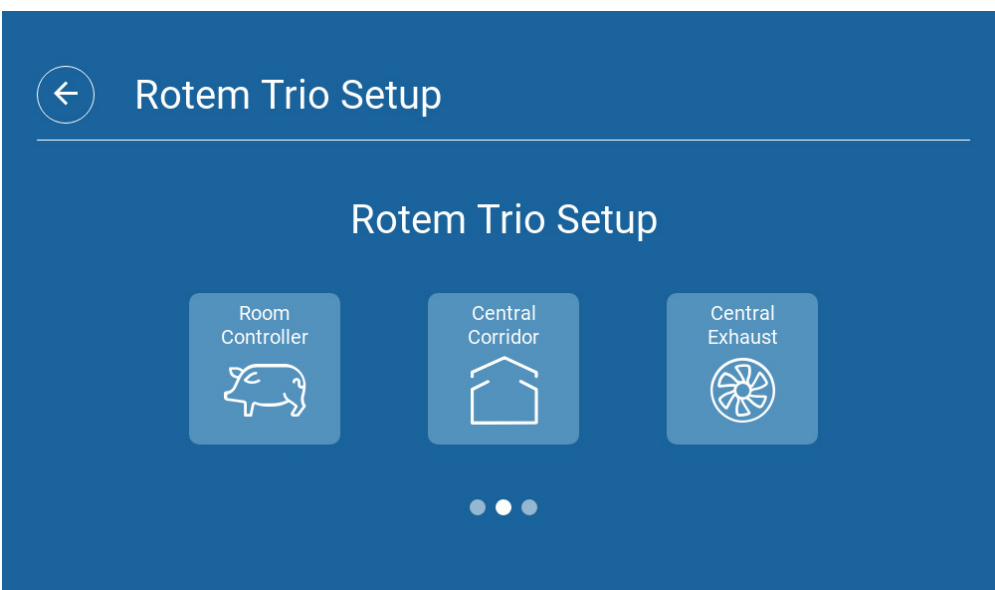 Rotem Trio Setup
Rotem Trio Setup
Room
Controller
Central
Corridor
Central
Exhaust